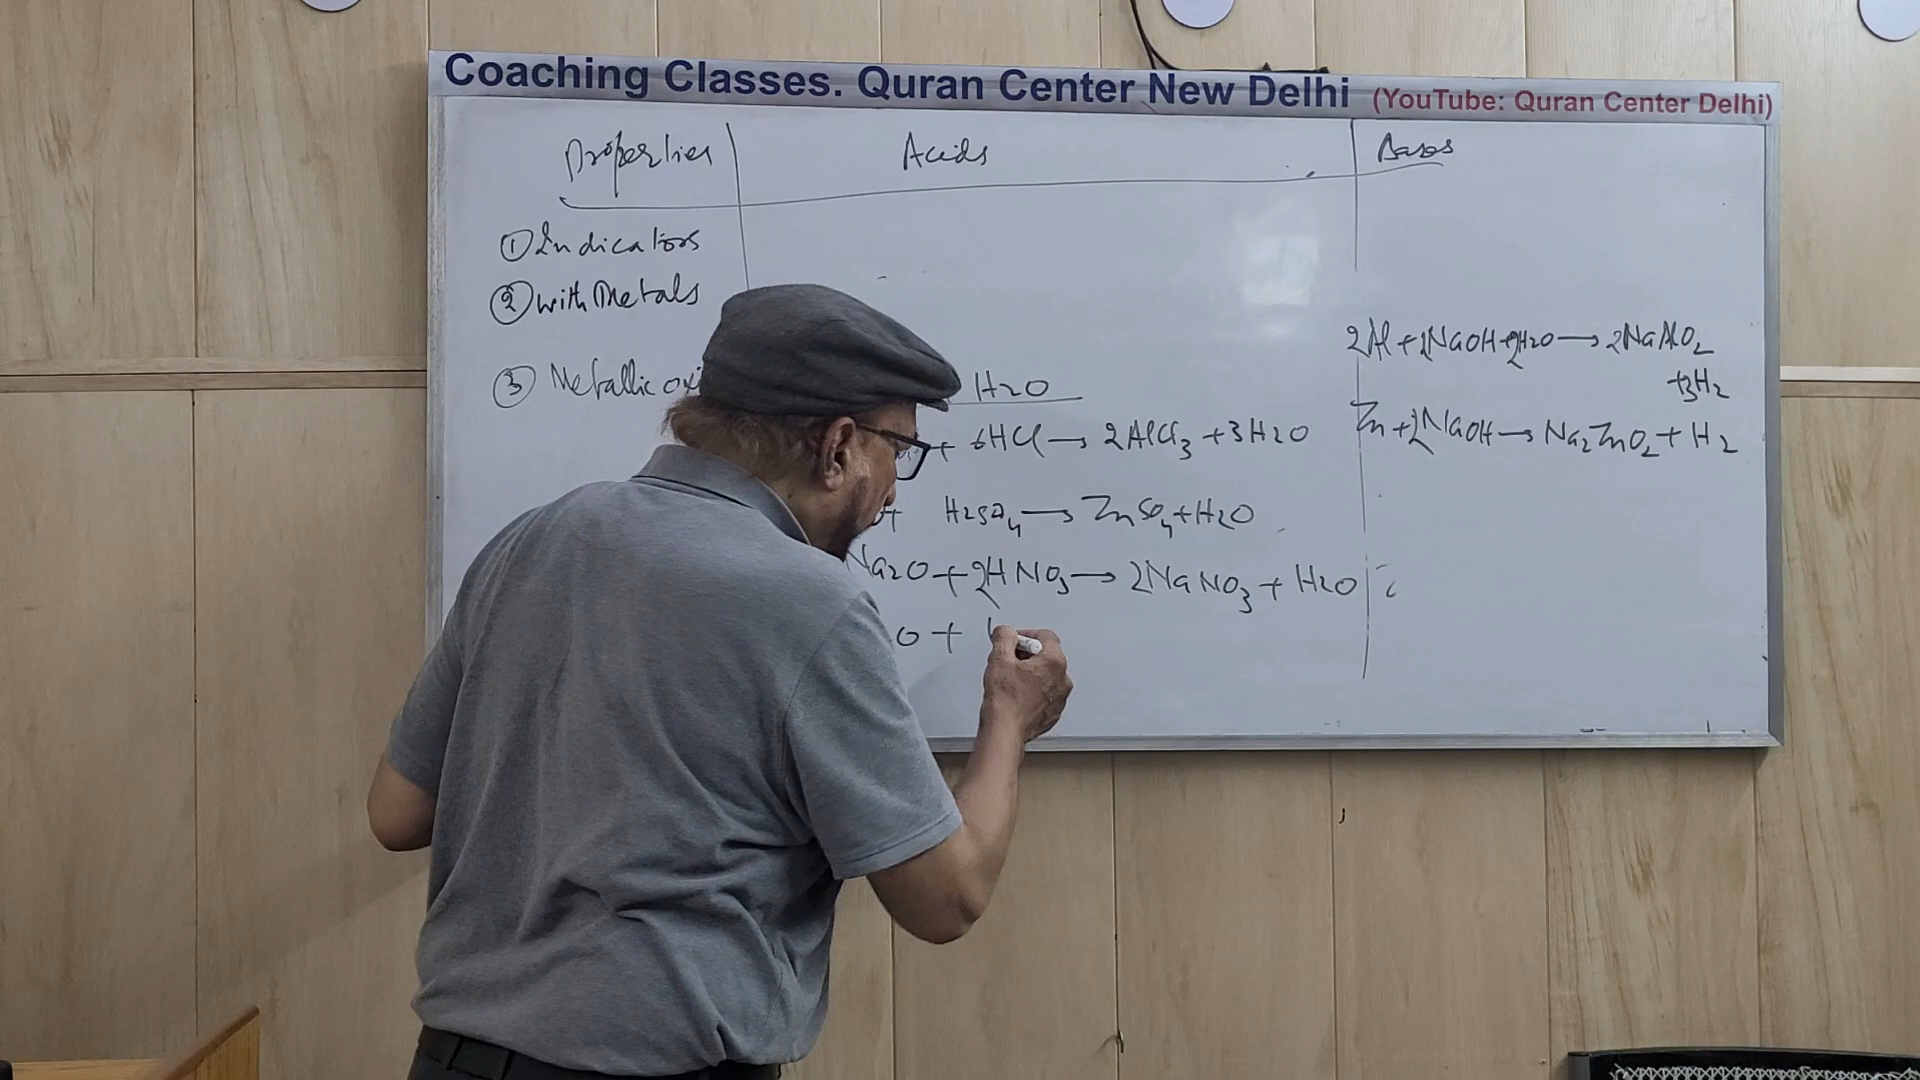 Coaching Classes. Quran Center New Delhi (YouTube: Quran Center Delhi)
Properties Acids Bases
① Indicators
② with Metals
2Al + 2NaOH + 2H2O → 2NaAlO2
+3H2
③ Metallic oxi H2O
+ 6HCl → 2AlCl3 + 3H2O
Zn + 2NaOH → Na2ZnO2 + H2
+ H2SO4 → ZnSO4 + H2O
Na2O + 2HNO3 → 2NaNO3 + H2O
O +